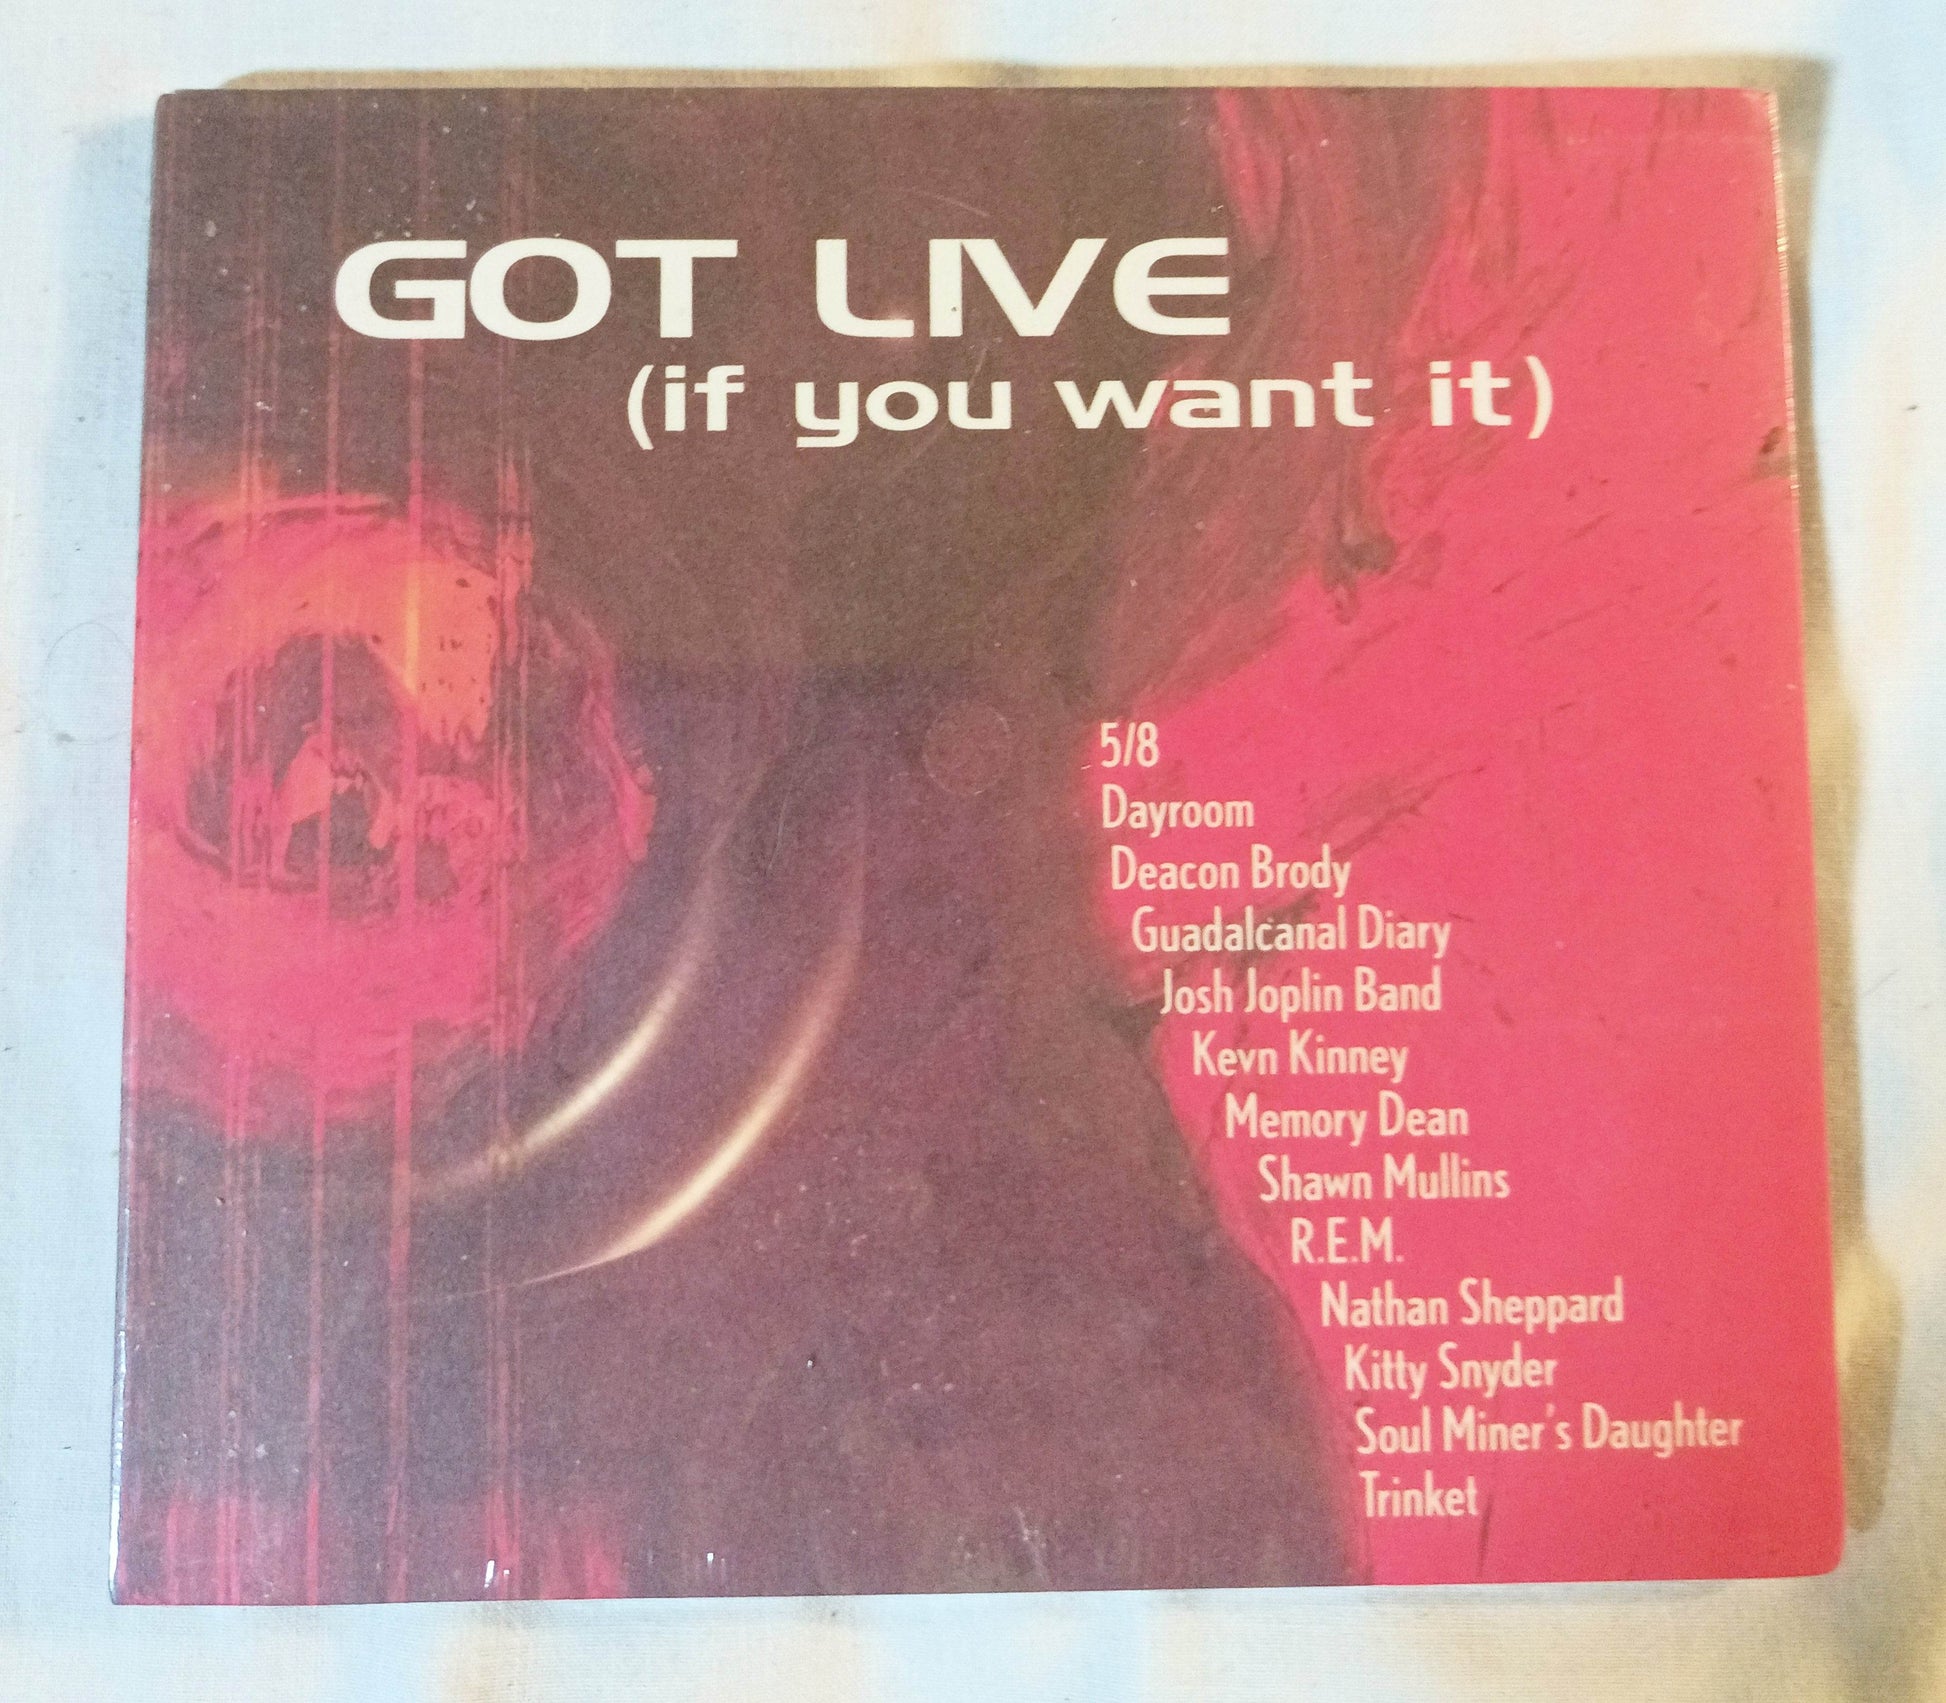 GOT LIVE
(if you want it)
5/8
Dayroom
Deacon Brody
Guadalcanal Diary
Josh Joplin Band
Kevn Kinney
Memory Dean
Shawn Mullins
R.E.M.
Nathan Sheppard
Kitty Snyder
Soul Miner's Daughter
Trinket